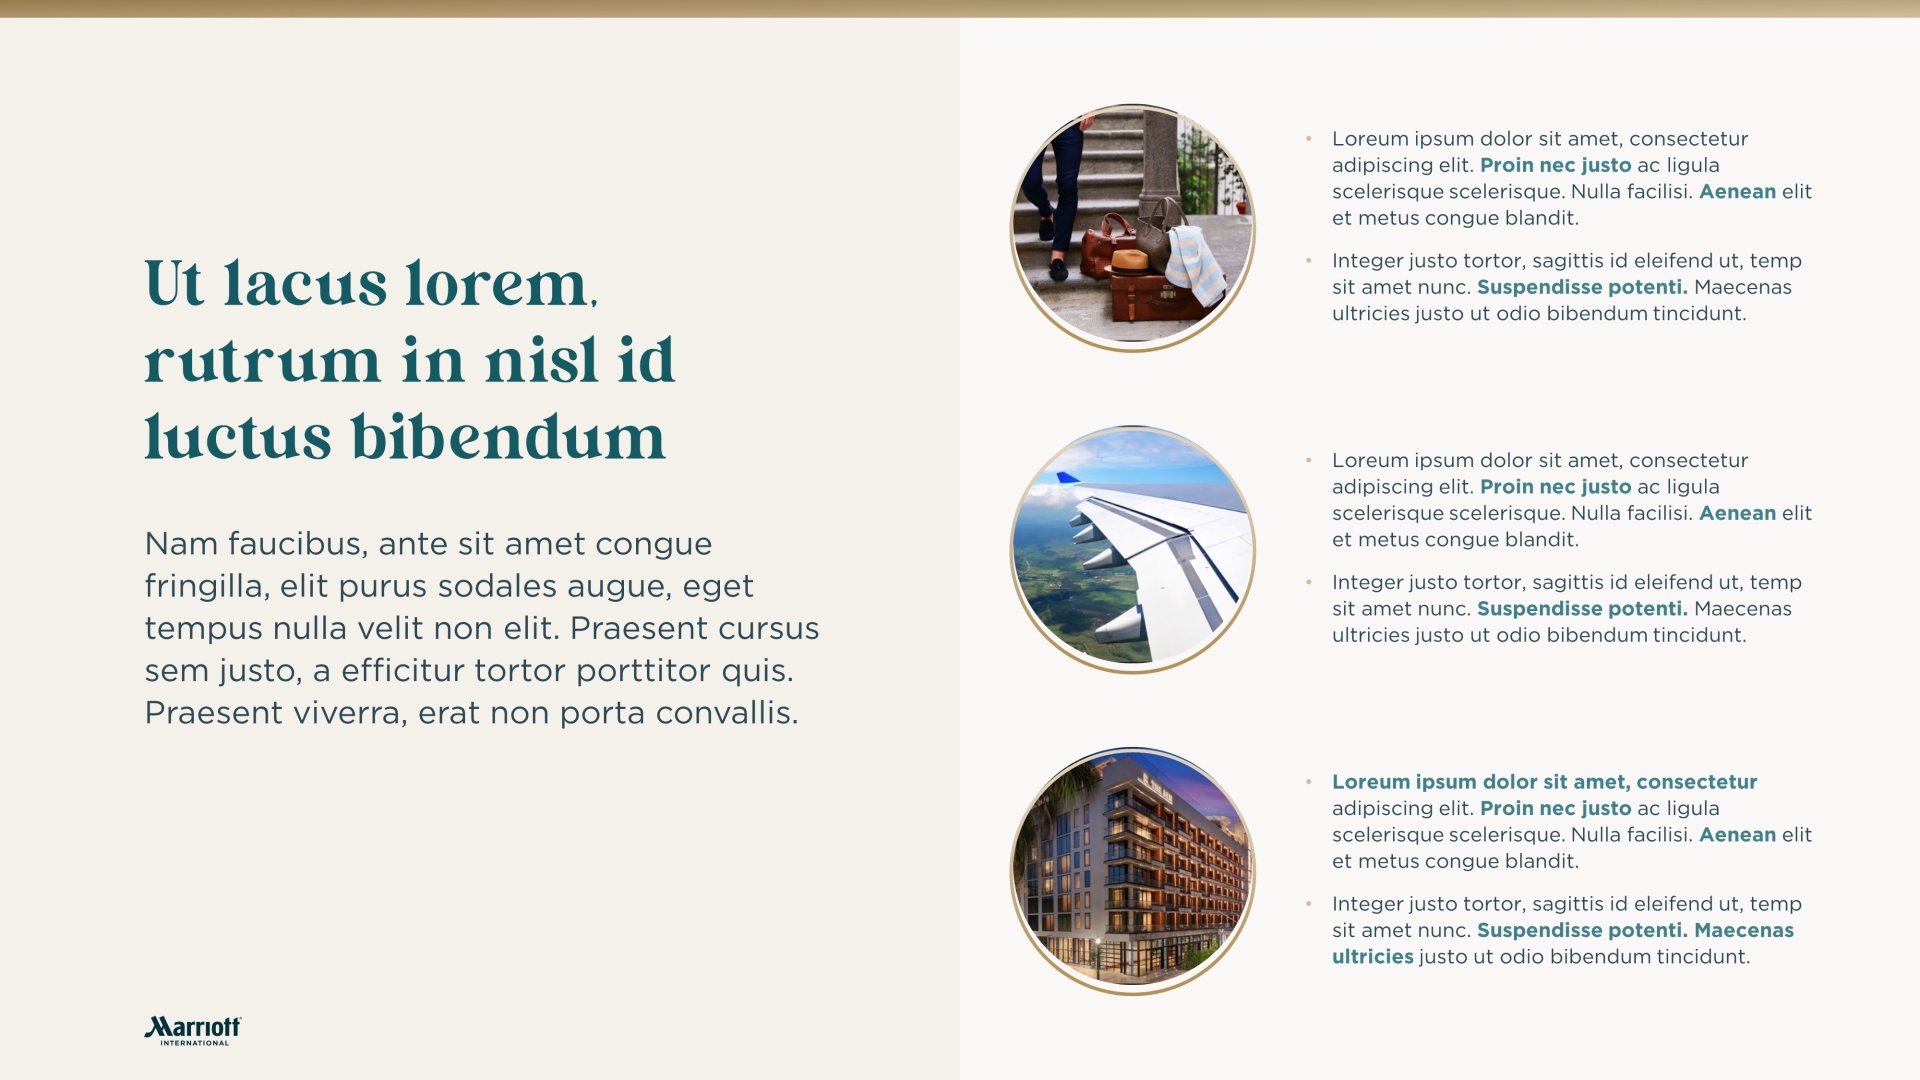 Ut lacus lorem,
rutrum in nisl id
luctus bibendum
Nam faucibus, ante sit amet congue
fringilla, elit purus sodales augue, eget
tempus nulla velit non elit. Praesent cursus
sem justo, a efficitur tortor porttitor quis.
Praesent viverra, erat non porta convallis.
Marriott
INTERNATIONAL
• Loreum ipsum dolor sit amet, consectetur
adipiscing elit. Proin nec justo ac ligula
scelerisque scelerisque. Nulla facilisi. Aenean elit
et metus congue blandit.
• Integer justo tortor, sagittis id eleifend ut, temp
sit amet nunc. Suspendisse potenti. Maecenas
ultricies justo ut odio bibendum tincidunt.
• Loreum ipsum dolor sit amet, consectetur
adipiscing elit. Proin nec justo ac ligula
scelerisque scelerisque. Nulla facilisi. Aenean elit
et metus congue blandit.
• Integer justo tortor, sagittis id eleifend ut, temp
sit amet nunc. Suspendisse potenti. Maecenas
ultricies justo ut odio bibendum tincidunt.
• Loreum ipsum dolor sit amet, consectetur
adipiscing elit. Proin nec justo ac ligula
scelerisque scelerisque. Nulla facilisi. Aenean elit
et metus congue blandit.
• Integer justo tortor, sagittis id eleifend ut, temp
sit amet nunc. Suspendisse potenti. Maecenas
ultricies justo ut odio bibendum tincidunt.